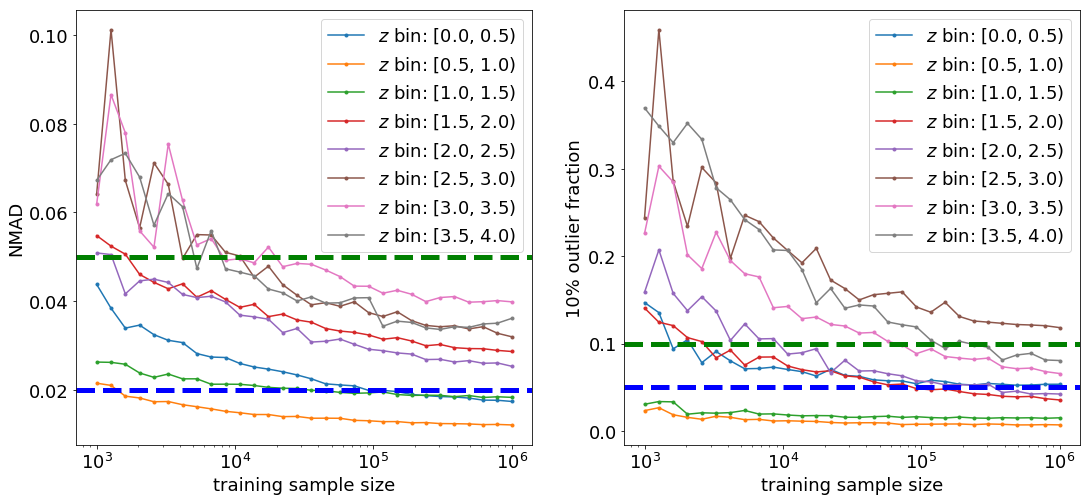 NMAD
0.10
0.08
0.06
0.04
0.02
z bin: [0.0, 0.5)
z bin: [0.5, 1.0)
z bin: [1.0, 1.5)
z bin: [1.5, 2.0)
z bin: [2.0, 2.5)
z bin: [2.5, 3.0)
z bin: [3.0, 3.5)
z bin: [3.5, 4.0)
10³ 10⁴ 10⁵ 10⁶
training sample size
10% outlier fraction
0.4
0.3
0.2
0.1
0.0
z bin: [0.0, 0.5)
z bin: [0.5, 1.0)
z bin: [1.0, 1.5)
z bin: [1.5, 2.0)
z bin: [2.0, 2.5)
z bin: [2.5, 3.0)
z bin: [3.0, 3.5)
z bin: [3.5, 4.0)
10³ 10⁴ 10⁵ 10⁶
training sample size